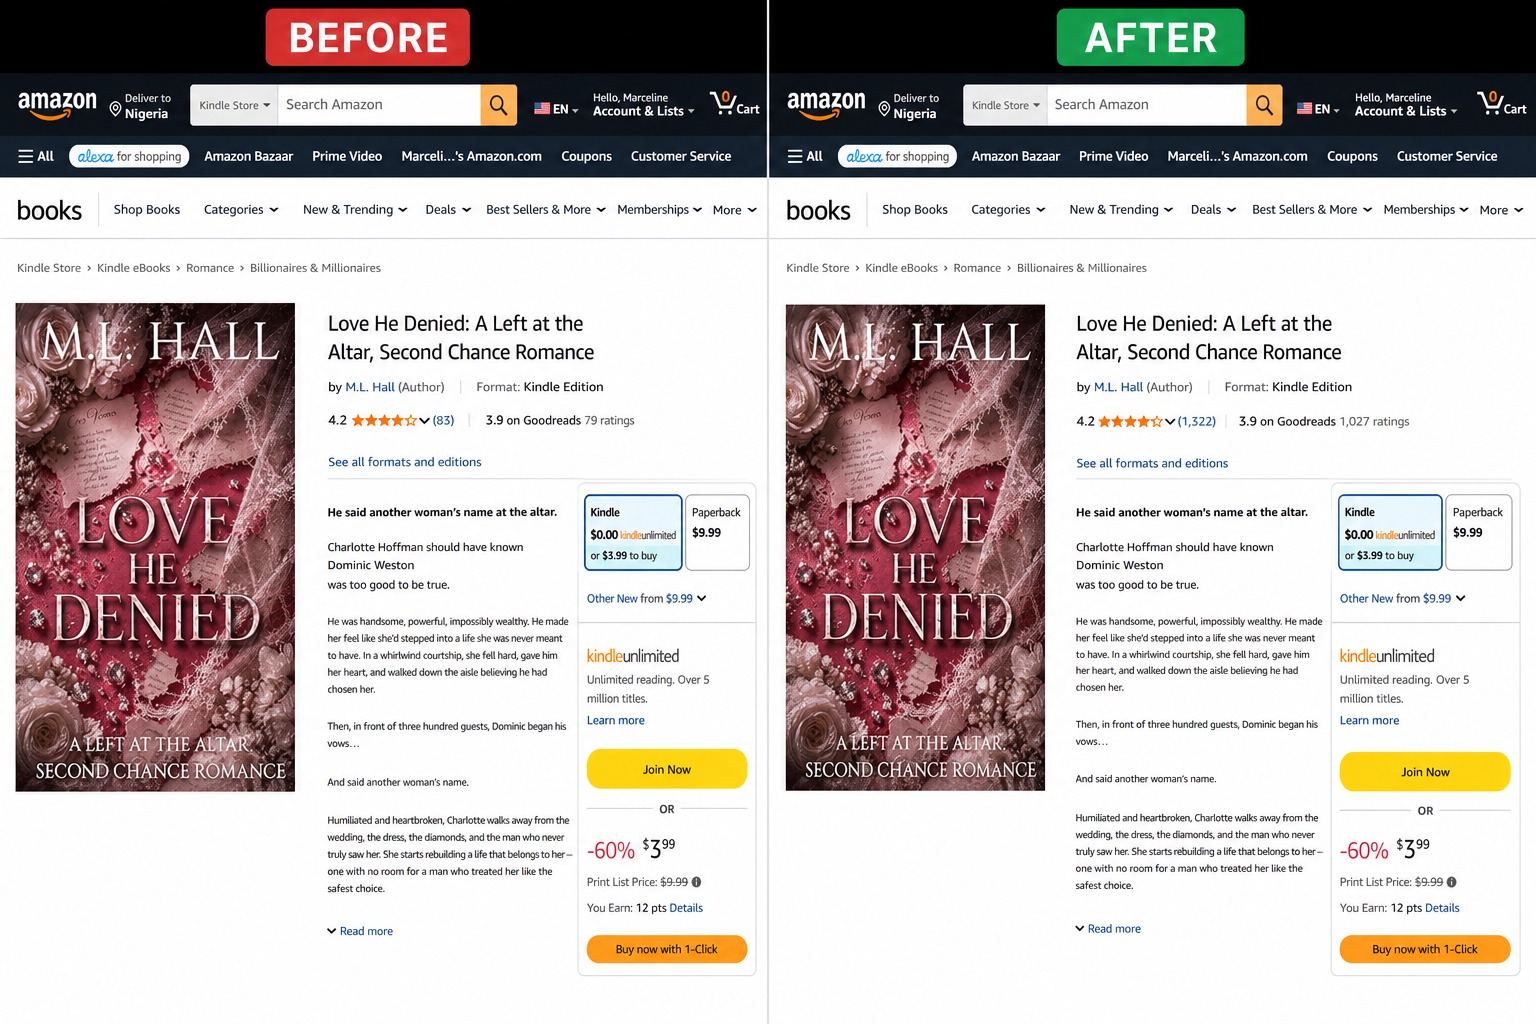 BEFORE
amazon
Deliver to
Nigeria
Kindle Store
Search Amazon
EN
Hello, Marceline
Account & Lists
0
Cart
All
alexa for shopping
Amazon Bazaar
Prime Video
Marceli...'s Amazon.com
Coupons
Customer Service
books
Shop Books
Categories
New & Trending
Deals
Best Sellers & More
Memberships
More
Kindle Store › Kindle eBooks › Romance › Billionaires & Millionaires
M.L. HALL
LOVE
HE
DENIED
A LEFT AT THE ALTAR,
SECOND CHANCE ROMANCE
Love He Denied: A Left at the
Altar, Second Chance Romance
by M.L. Hall (Author)
Format: Kindle Edition
4.2
(83)
3.9 on Goodreads 79 ratings
See all formats and editions
He said another woman's name at the altar.
Charlotte Hoffman should have known
Dominic Weston
was too good to be true.
He was handsome, powerful, impossibly wealthy. He made
her feel like she'd stepped into a life she was never meant
to have. In a whirlwind courtship, she fell hard, gave him
her heart, and walked down the aisle believing he had
chosen her.
Then, in front of three hundred guests, Dominic began his
vows…
And said another woman's name.
Humiliated and heartbroken, Charlotte walks away from the
wedding, the dress, the diamonds, and the man who never
truly saw her. She starts rebuilding a life that belongs to her–
one with no room for a man who treated her like the
safest choice.
Read more
Kindle
$0.00 kindleunlimited
or $3.99 to buy
Paperback
$9.99
Other New from $9.99
kindleunlimited
Unlimited reading. Over 5
million titles.
Learn more
Join Now
OR
-60% $3.99
Print List Price: $9.99
You Earn: 12 pts Details
Buy now with 1-Click
AFTER
amazon
Deliver to
Nigeria
Kindle Store
Search Amazon
EN
Hello, Marceline
Account & Lists
0
Cart
All
alexa for shopping
Amazon Bazaar
Prime Video
Marceli...'s Amazon.com
Coupons
Customer Service
books
Shop Books
Categories
New & Trending
Deals
Best Sellers & More
Memberships
More
Kindle Store › Kindle eBooks › Romance › Billionaires & Millionaires
M.L. HALL
LOVE
HE
DENIED
A LEFT AT THE ALTAR,
SECOND CHANCE ROMANCE
Love He Denied: A Left at the
Altar, Second Chance Romance
by M.L. Hall (Author)
Format: Kindle Edition
4.2
(1,322)
3.9 on Goodreads 1,027 ratings
See all formats and editions
He said another woman's name at the altar.
Charlotte Hoffman should have known
Dominic Weston
was too good to be true.
He was handsome, powerful, impossibly wealthy. He made
her feel like she'd stepped into a life she was never meant
to have. In a whirlwind courtship, she fell hard, gave him
her heart, and walked down the aisle believing he had
chosen her.
Then, in front of three hundred guests, Dominic began his
vows…
And said another woman's name.
Humiliated and heartbroken, Charlotte walks away from the
wedding, the dress, the diamonds, and the man who never
truly saw her. She starts rebuilding a life that belongs to her–
one with no room for a man who treated her like the
safest choice.
Read more
Kindle
$0.00 kindleunlimited
or $3.99 to buy
Paperback
$9.99
Other New from $9.99
kindleunlimited
Unlimited reading. Over 5
million titles.
Learn more
Join Now
OR
-60% $3.99
Print List Price: $9.99
You Earn: 12 pts Details
Buy now with 1-Click